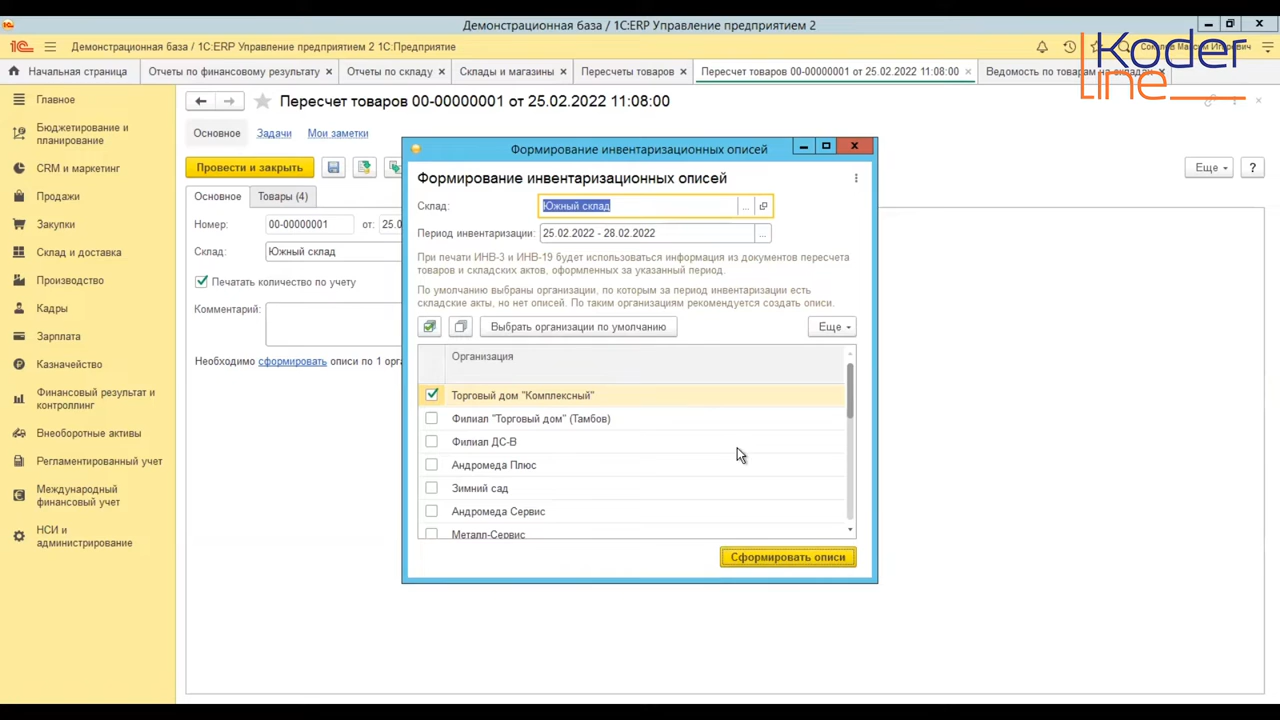 Демонстрационная база / 1С:ERP Управление предприятием 2
Демонстрационная база / 1С:ERP Управление предприятием 2 1С:Предприятие
Koder
line
Начальная страница
Отчеты по финансовому результату
Отчеты по складу
Склады и магазины
Пересчеты товаров
Пересчет товаров 00-00000001 от 25.02.2022 11:08:00
Ведомость по товарам на складах
Главное
Бюджетирование и
планирование
CRM и маркетинг
Продажи
Закупки
Склад и доставка
Производство
Кадры
Зарплата
Казначейство
Финансовый результат и
контроллинг
Внеоборотные активы
Регламентированный учет
Международный
финансовый учет
НСИ и
администрирование
Пересчет товаров 00-00000001 от 25.02.2022 11:08:00
Основное
Задачи
Мои заметки
Провести и закрыть
Еще
?
Основное
Товары (4)
Номер:
00-00000001
от:
25.0
Склад:
Южный склад
Печатать количество по учету
Комментарий:
Необходимо сформировать описи по 1 орга
Формирование инвентаризационных описей
Формирование инвентаризационных описей
Склад:
Южный склад
Период инвентаризации:
25.02.2022 - 28.02.2022
При печати ИНВ-3 и ИНВ-19 будет использоваться информация из документов пересчета
товаров и складских актов, оформленных за указанный период.
По умолчанию выбраны организации, по которым за период инвентаризации есть
складские акты, но нет описей. По таким организациям рекомендуется создать описи.
Выбрать организации по умолчанию
Еще
Организация
Торговый дом "Комплексный"
Филиал "Торговый дом" (Тамбов)
Филиал ДС-В
Андромеда Плюс
Зимний сад
Андромеда Сервис
Металл-Сервис
Сформировать описи